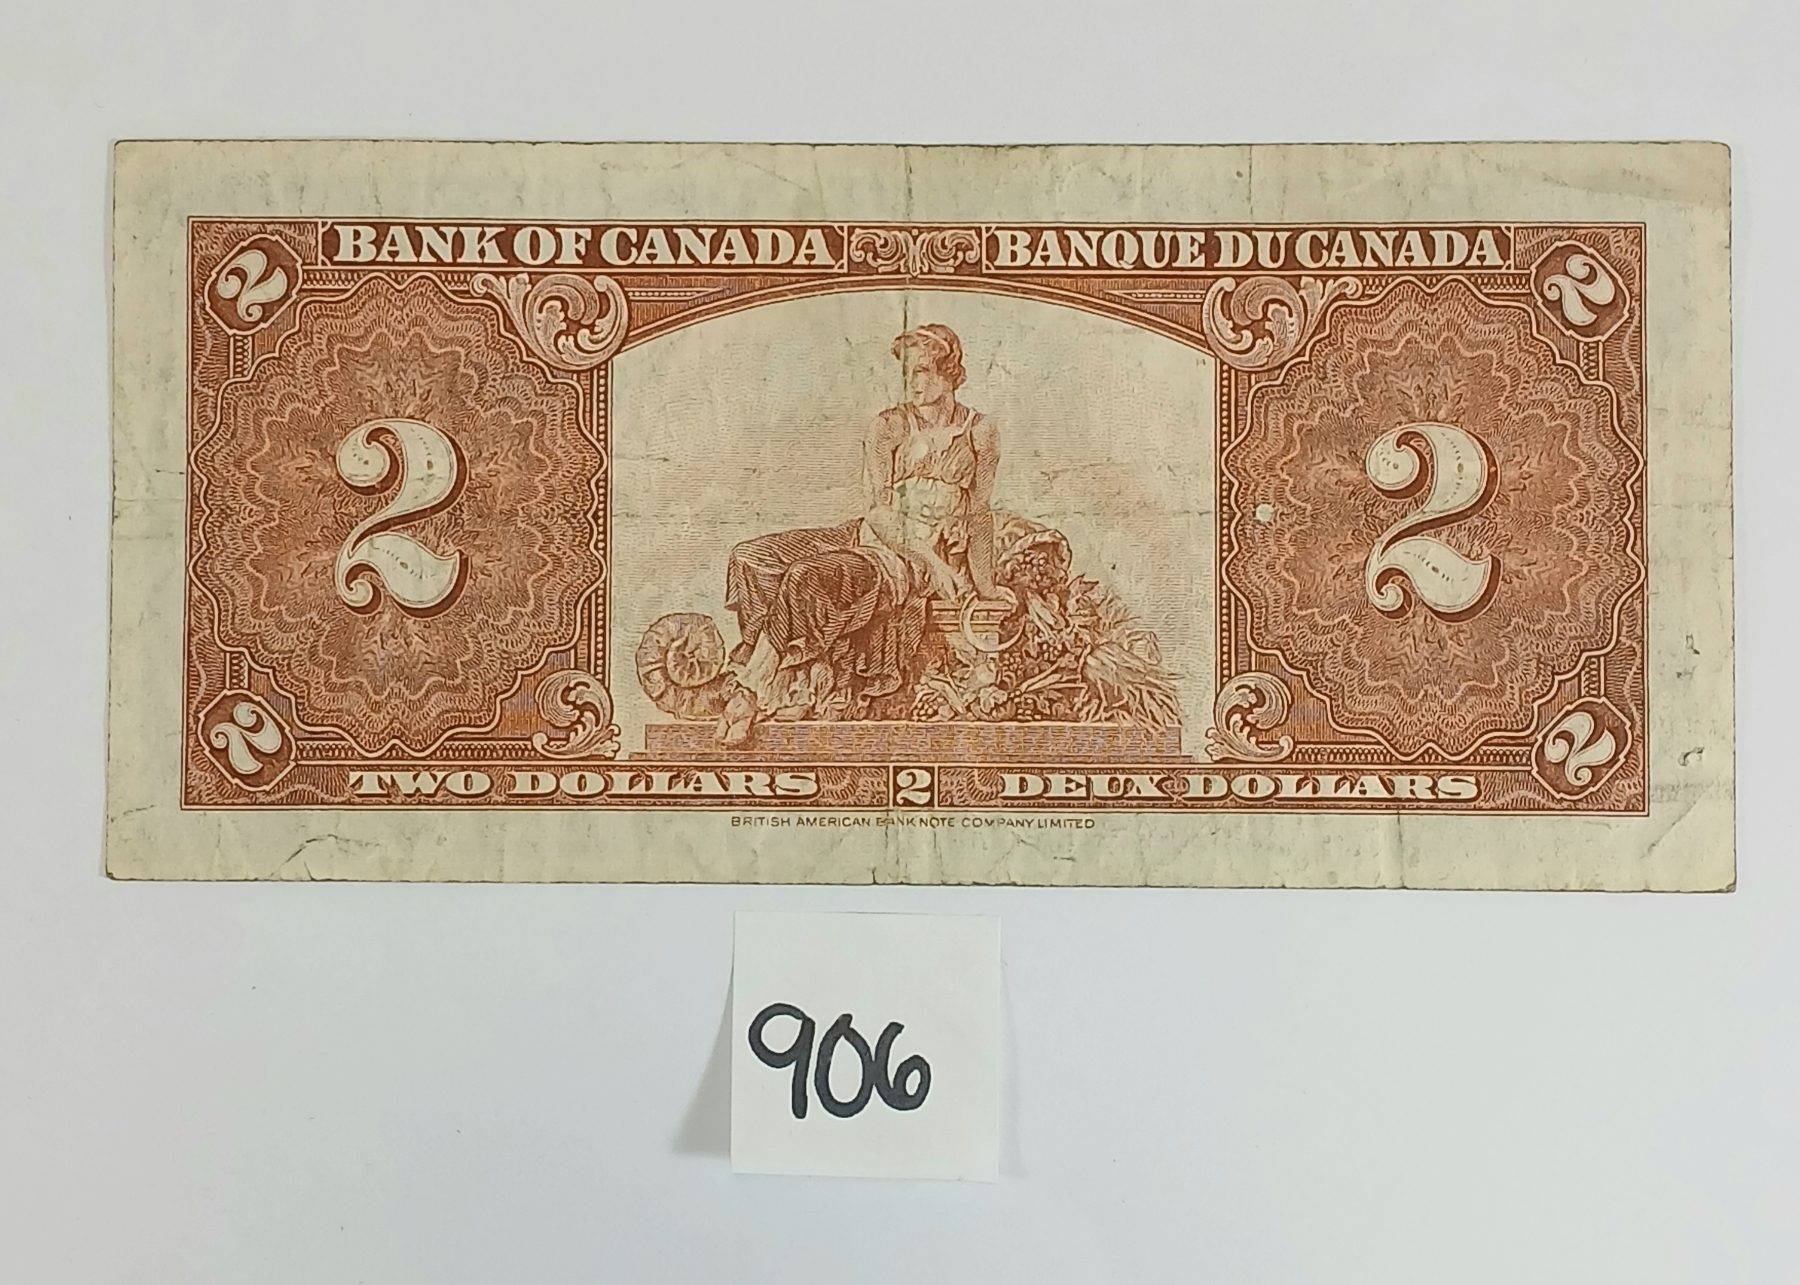 BANK OF CANADA BANQUE DU CANADA
2 2
2 2
2 2
TWO DOLLARS 2 DEUX DOLLARS
BRITISH AMERICAN BANK NOTE COMPANY LIMITED
906